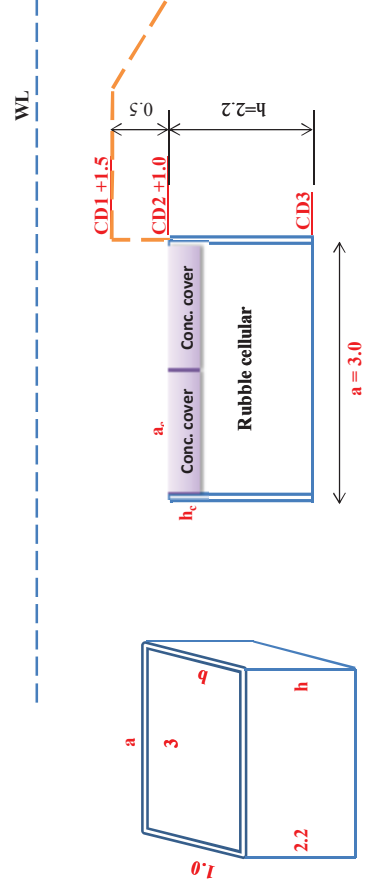 WL
CD1 +1.5
0.5
CD2 +1.0
h=2.2
CD3
a_c
h_c
Conc. cover
Conc. cover
Rubble cellular
a = 3.0
a
3
b
1.0
h
2.2